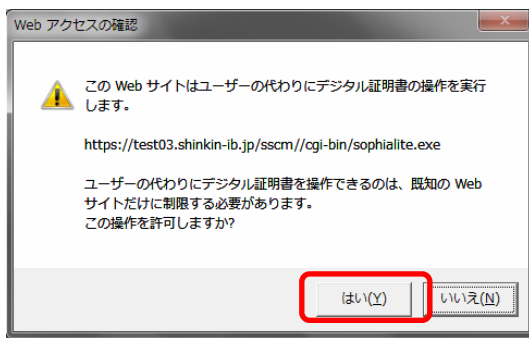 Web アクセスの確認
この Web サイトはユーザーの代わりにデジタル証明書の操作を実行
します。
https://test03.shinkin-ib.jp/sscm//cgi-bin/sophialite.exe
ユーザーの代わりにデジタル証明書を操作できるのは、既知の Web
サイトだけに制限する必要があります。
この操作を許可しますか?
はい(Y) いいえ(N)